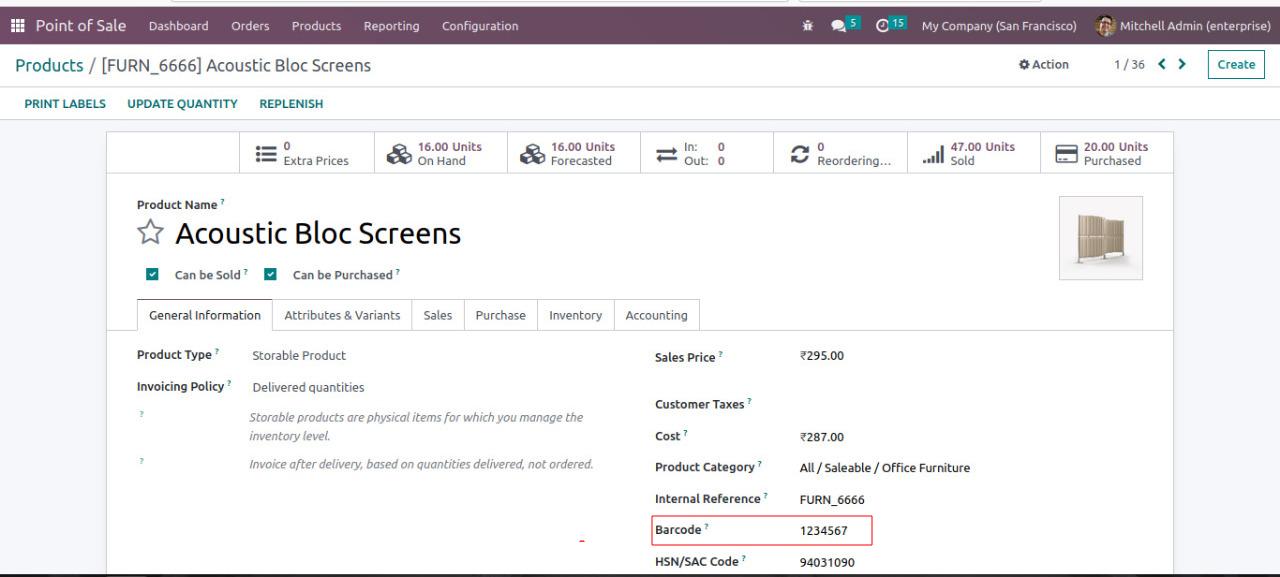 Point of Sale Dashboard Orders Products Reporting Configuration 5 15 My Company (San Francisco) Mitchell Admin (enterprise)
Products / [FURN_6666] Acoustic Bloc Screens Action 1 / 36 Create
PRINT LABELS UPDATE QUANTITY REPLENISH
0 Extra Prices
16.00 Units On Hand
16.00 Units Forecasted
In: 0 Out: 0
0 Reordering...
47.00 Units Sold
20.00 Units Purchased
Product Name ?
Acoustic Bloc Screens
Can be Sold ? Can be Purchased ?
General Information Attributes & Variants Sales Purchase Inventory Accounting
Product Type ? Storable Product
Invoicing Policy ? Delivered quantities
? Storable products are physical items for which you manage the
inventory level.
? Invoice after delivery, based on quantities delivered, not ordered.
Sales Price ? ₹295.00
Customer Taxes ?
Cost ? ₹287.00
Product Category ? All / Saleable / Office Furniture
Internal Reference ? FURN_6666
Barcode ? 1234567
HSN/SAC Code ? 94031090